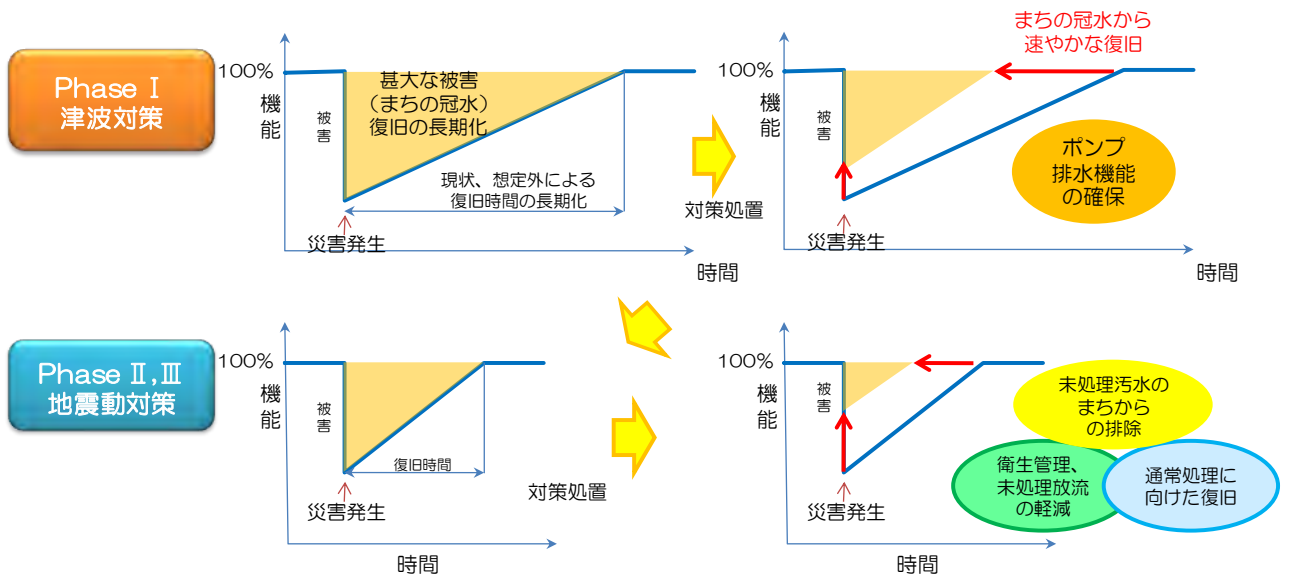 Phase Ⅰ
津波対策
100%
機
能
被
害
甚大な被害
（まちの冠水）
復旧の長期化
現状、想定外による
復旧時間の長期化
災害発生
時間
対策処置
まちの冠水から
速やかな復旧
100%
機
能
被
害
ポンプ
排水機能
の確保
災害発生
時間
Phase Ⅱ,Ⅲ
地震動対策
100%
機
能
被
害
復旧時間
災害発生
時間
対策処置
100%
機
能
被
害
災害発生
時間
未処理汚水の
まちから
の排除
衛生管理、
未処理放流
の軽減
通常処理に
向けた復旧